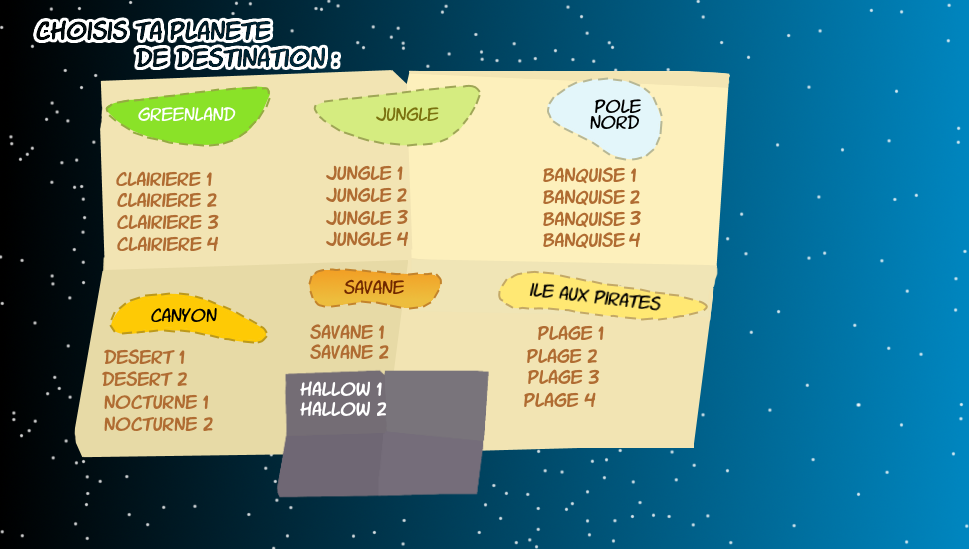 CHOISIS TA PLANETE
DE DESTINATION :
GREENLAND
CLAIRIERE 1
CLAIRIERE 2
CLAIRIERE 3
CLAIRIERE 4
JUNGLE
JUNGLE 1
JUNGLE 2
JUNGLE 3
JUNGLE 4
POLE
NORD
BANQUISE 1
BANQUISE 2
BANQUISE 3
BANQUISE 4
CANYON
DESERT 1
DESERT 2
NOCTURNE 1
NOCTURNE 2
SAVANE
SAVANE 1
SAVANE 2
HALLOW 1
HALLOW 2
ILE AUX PIRATES
PLAGE 1
PLAGE 2
PLAGE 3
PLAGE 4